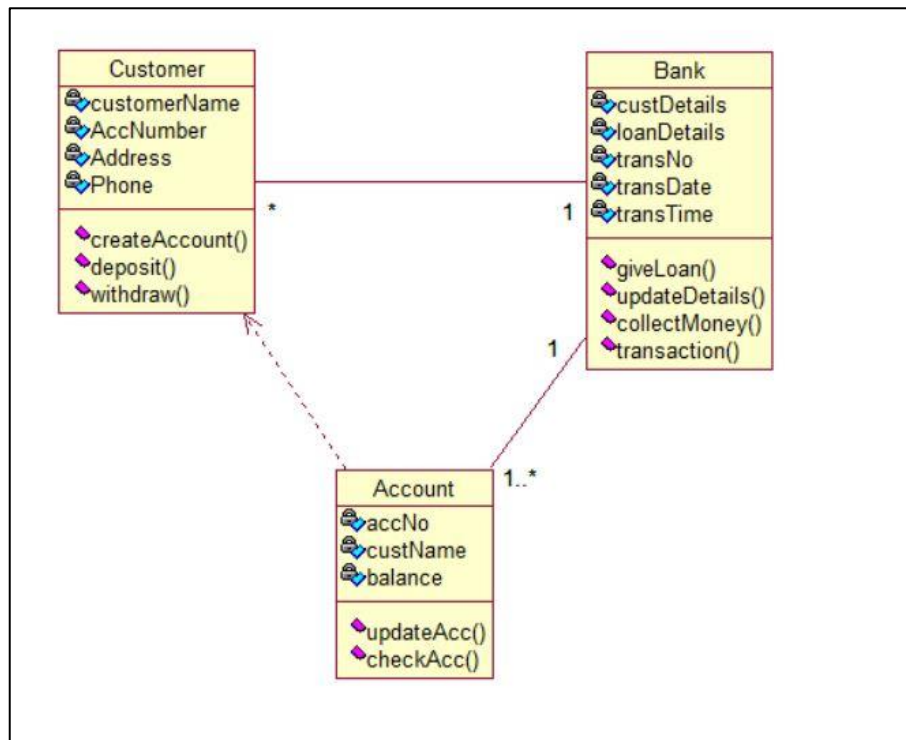 Customer
customerName
AccNumber
Address
Phone
createAccount()
deposit()
withdraw()
*
1
Bank
custDetails
loanDetails
transNo
transDate
transTime
giveLoan()
updateDetails()
collectMoney()
transaction()
1
1..*
Account
accNo
custName
balance
updateAcc()
checkAcc()